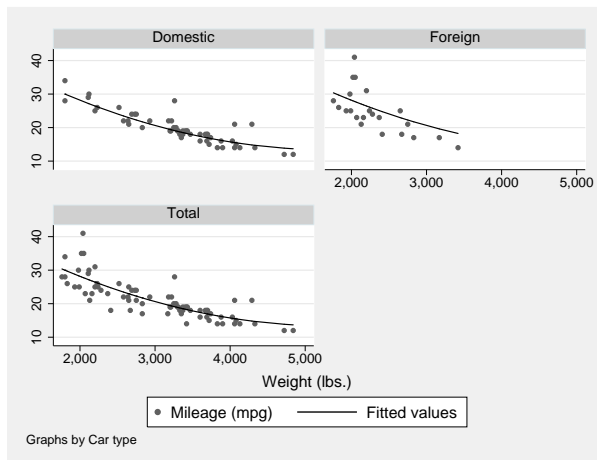 Domestic
Foreign
10 20 30 40
2,000 3,000 4,000 5,000
Total
10 20 30 40
2,000 3,000 4,000 5,000
Weight (lbs.)
Mileage (mpg) Fitted values
Graphs by Car type